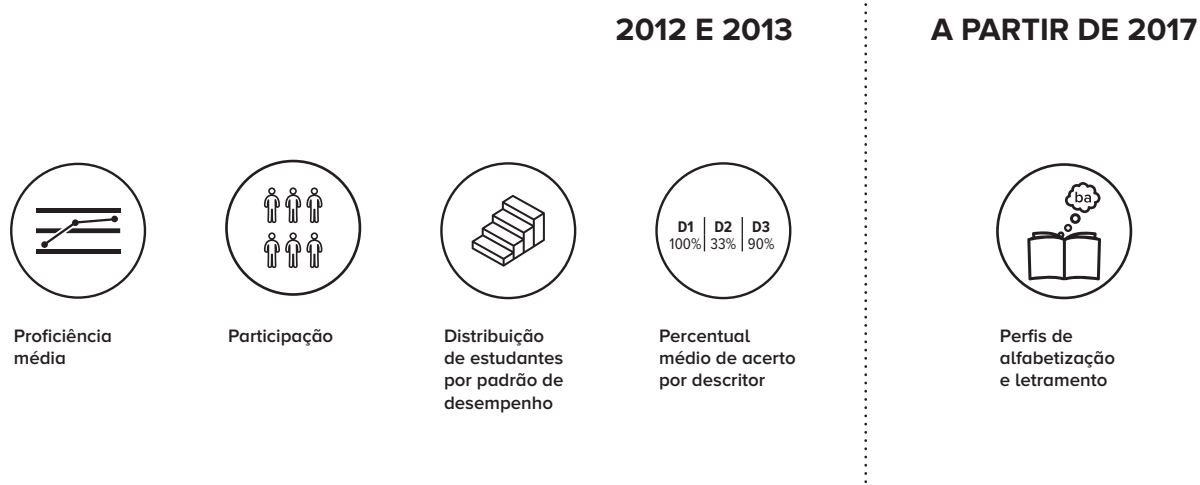 2012 E 2013
A PARTIR DE 2017
D1 D2 D3
100% 33% 90%
ba
Proficiência
média
Participação
Distribuição
de estudantes
por padrão de
desempenho
Percentual
médio de acerto
por descritor
Perfis de
alfabetização
e letramento